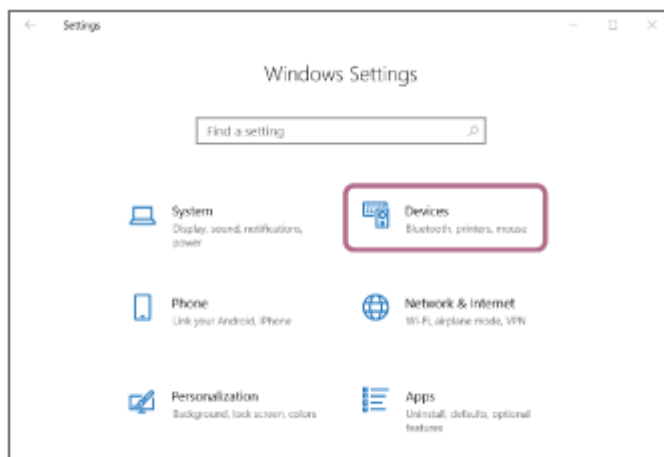 Settings
Windows Settings
Find a setting
System
Display, sound, notifications,
power
Devices
Bluetooth, printers, mouse
Phone
Link your Android, iPhone
Network & Internet
Wi-Fi, airplane mode, VPN
Personalization
Background, lock screen, colors
Apps
Uninstall, defaults, optional
features